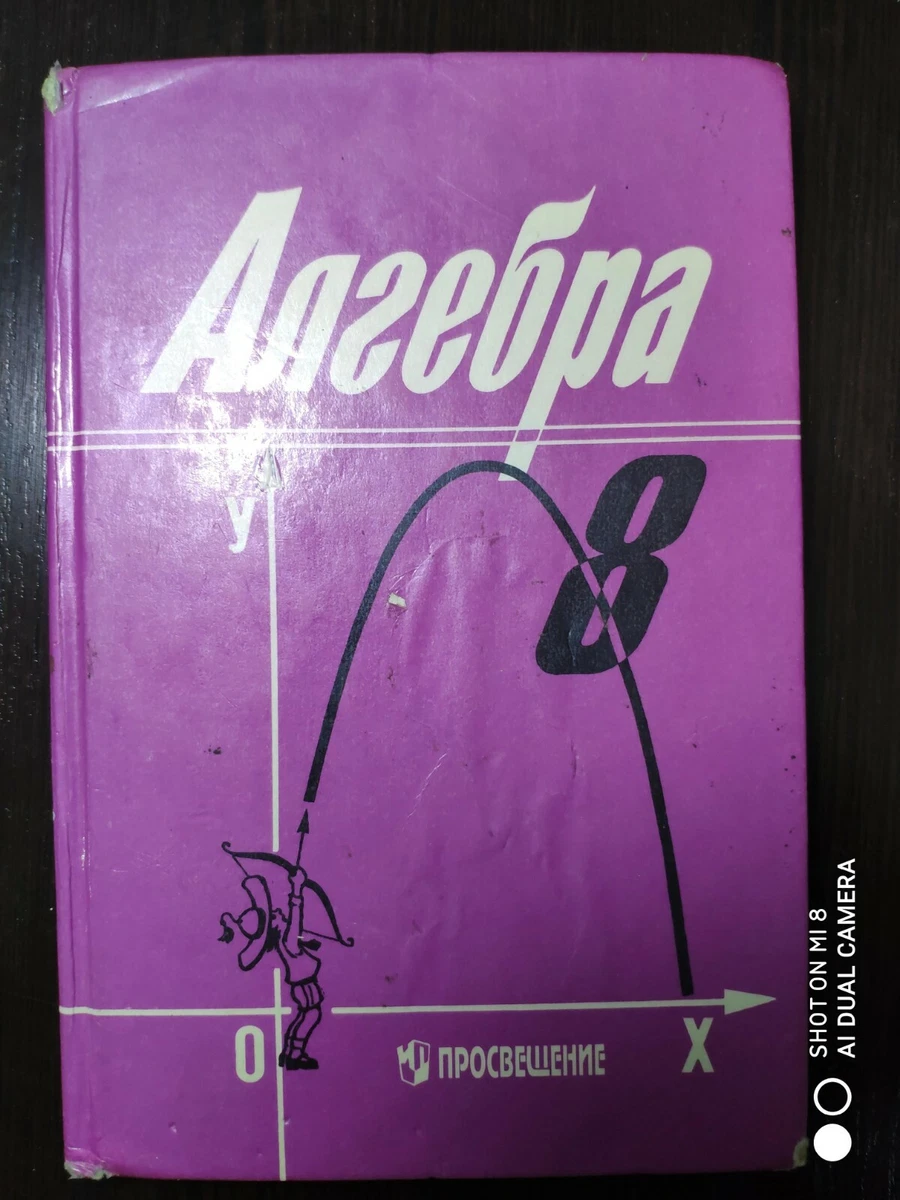 Алгебра
8
У
О
ПРОСВЕЩЕНИЕ
Х
SHOT ON MI 8
AI DUAL CAMERA